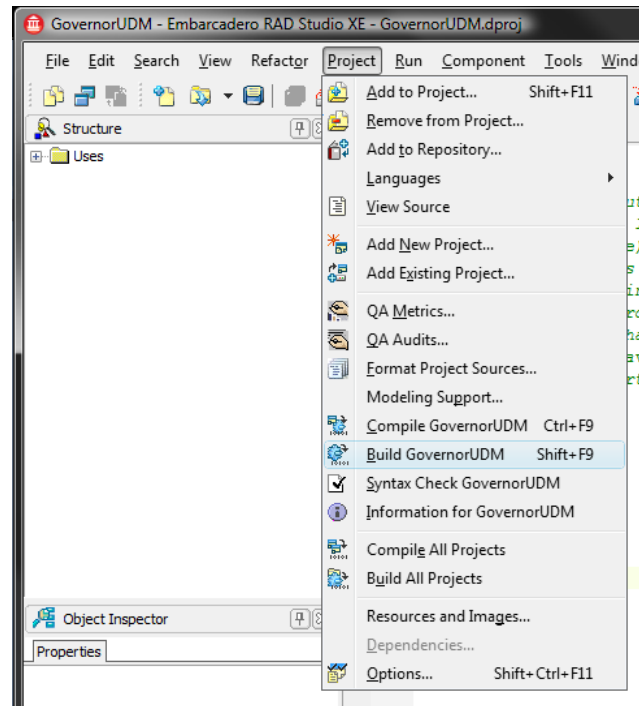 GovernorUDM - Embarcadero RAD Studio XE - GovernorUDM.dproj
File Edit Search View Refactor Project Run Component Tools
Structure
Uses
Add to Project... Shift+F11
Remove from Project...
Add to Repository...
Languages
View Source
Add New Project...
Add Existing Project...
QA Metrics...
QA Audits...
Format Project Sources...
Modeling Support...
Compile GovernorUDM Ctrl+F9
Build GovernorUDM Shift+F9
Syntax Check GovernorUDM
Information for GovernorUDM
Compile All Projects
Build All Projects
Resources and Images...
Dependencies...
Options... Shift+Ctrl+F11
Object Inspector
Properties